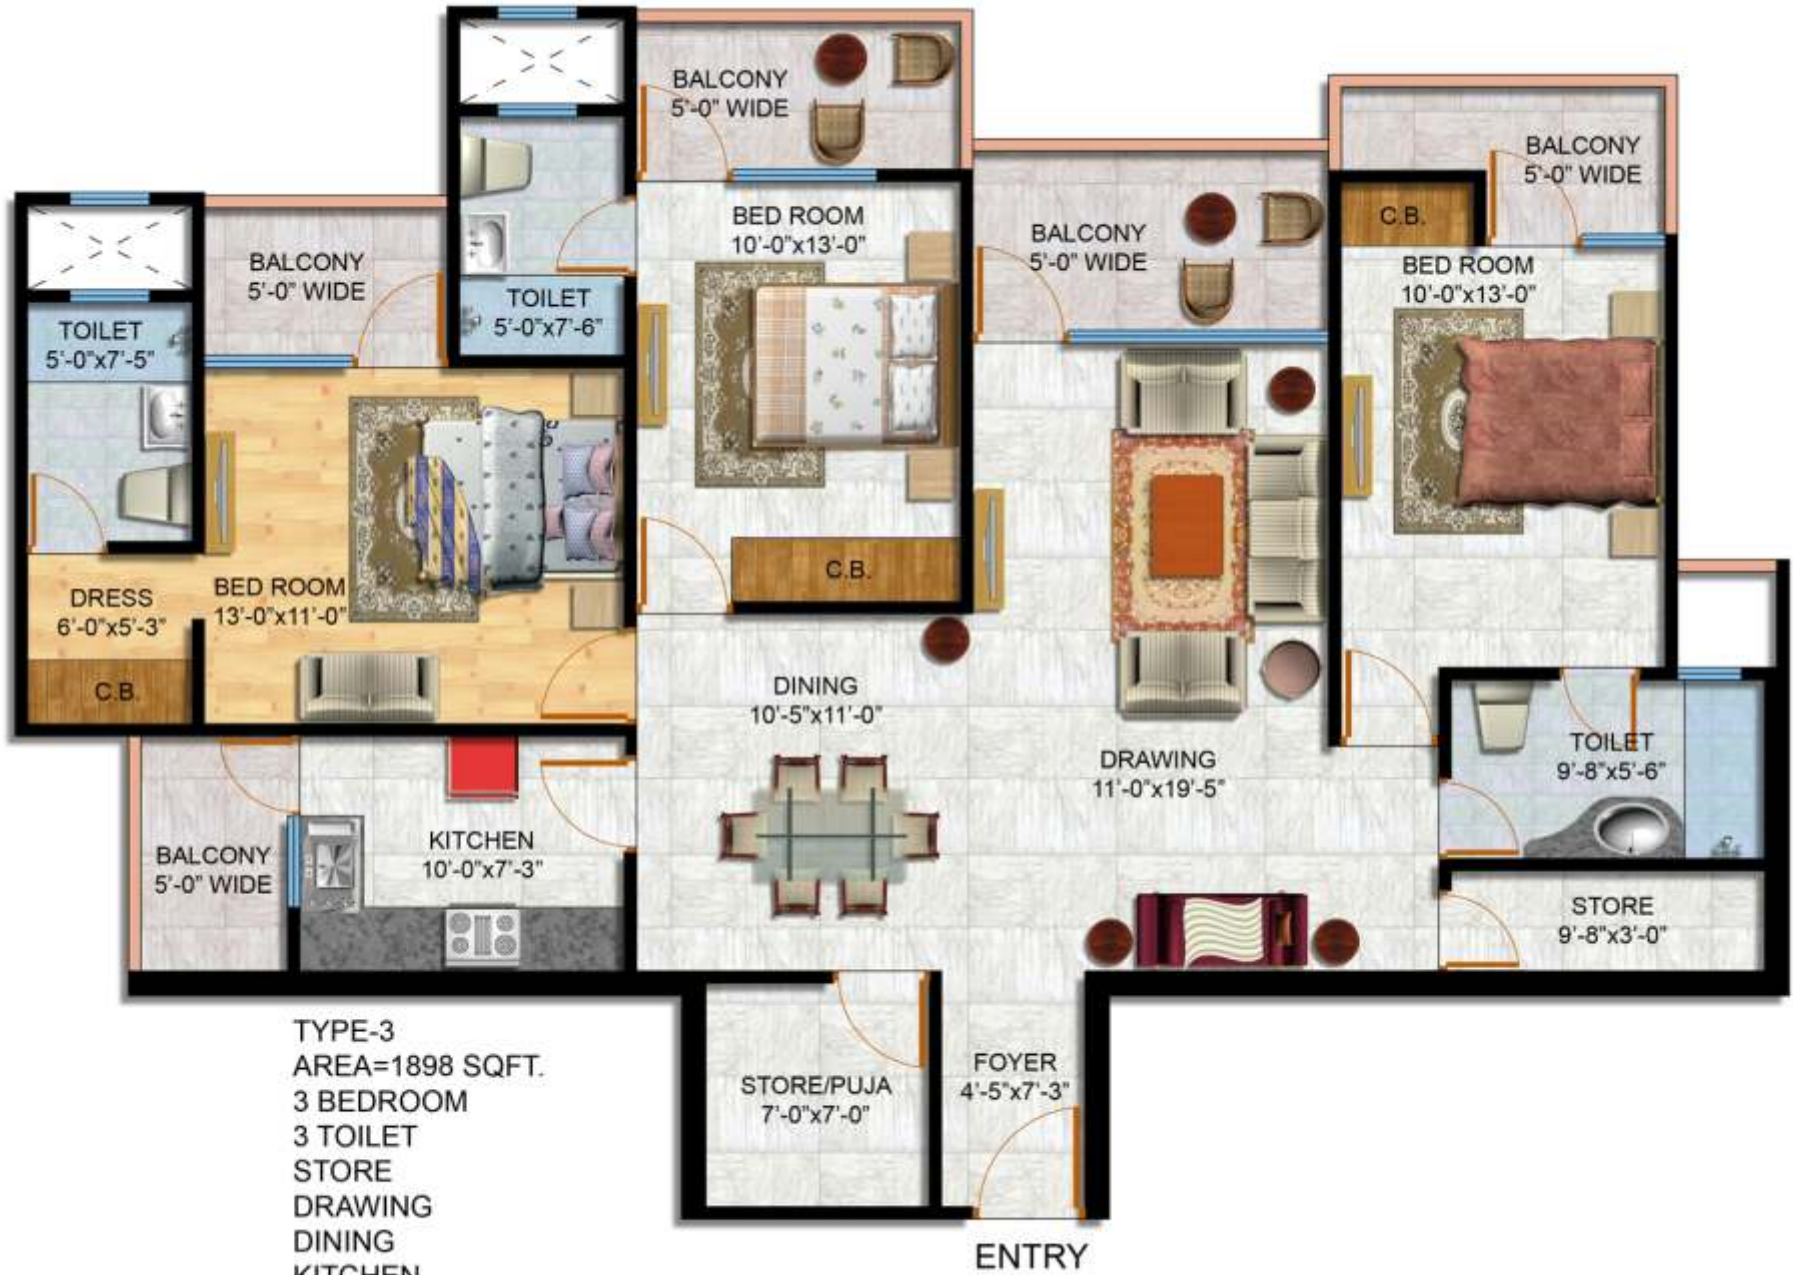 BALCONY
5'-0" WIDE
BALCONY
5'-0" WIDE
BED ROOM
10'-0"x13'-0"
C.B.
BALCONY
5'-0" WIDE
BALCONY
5'-0" WIDE
BED ROOM
10'-0"x13'-0"
TOILET
5'-0"x7'-6"
TOILET
5'-0"x7'-5"
C.B.
DRESS
6'-0"x5'-3"
BED ROOM
13'-0"x11'-0"
C.B.
DINING
10'-5"x11'-0"
DRAWING
11'-0"x19'-5"
TOILET
9'-8"x5'-6"
KITCHEN
10'-0"x7'-3"
BALCONY
5'-0" WIDE
STORE
9'-8"x3'-0"
FOYER
4'-5"x7'-3"
STORE/PUJA
7'-0"x7'-0"
ENTRY
TYPE-3
AREA=1898 SQFT.
3 BEDROOM
3 TOILET
STORE
DRAWING
DINING
KITCHEN